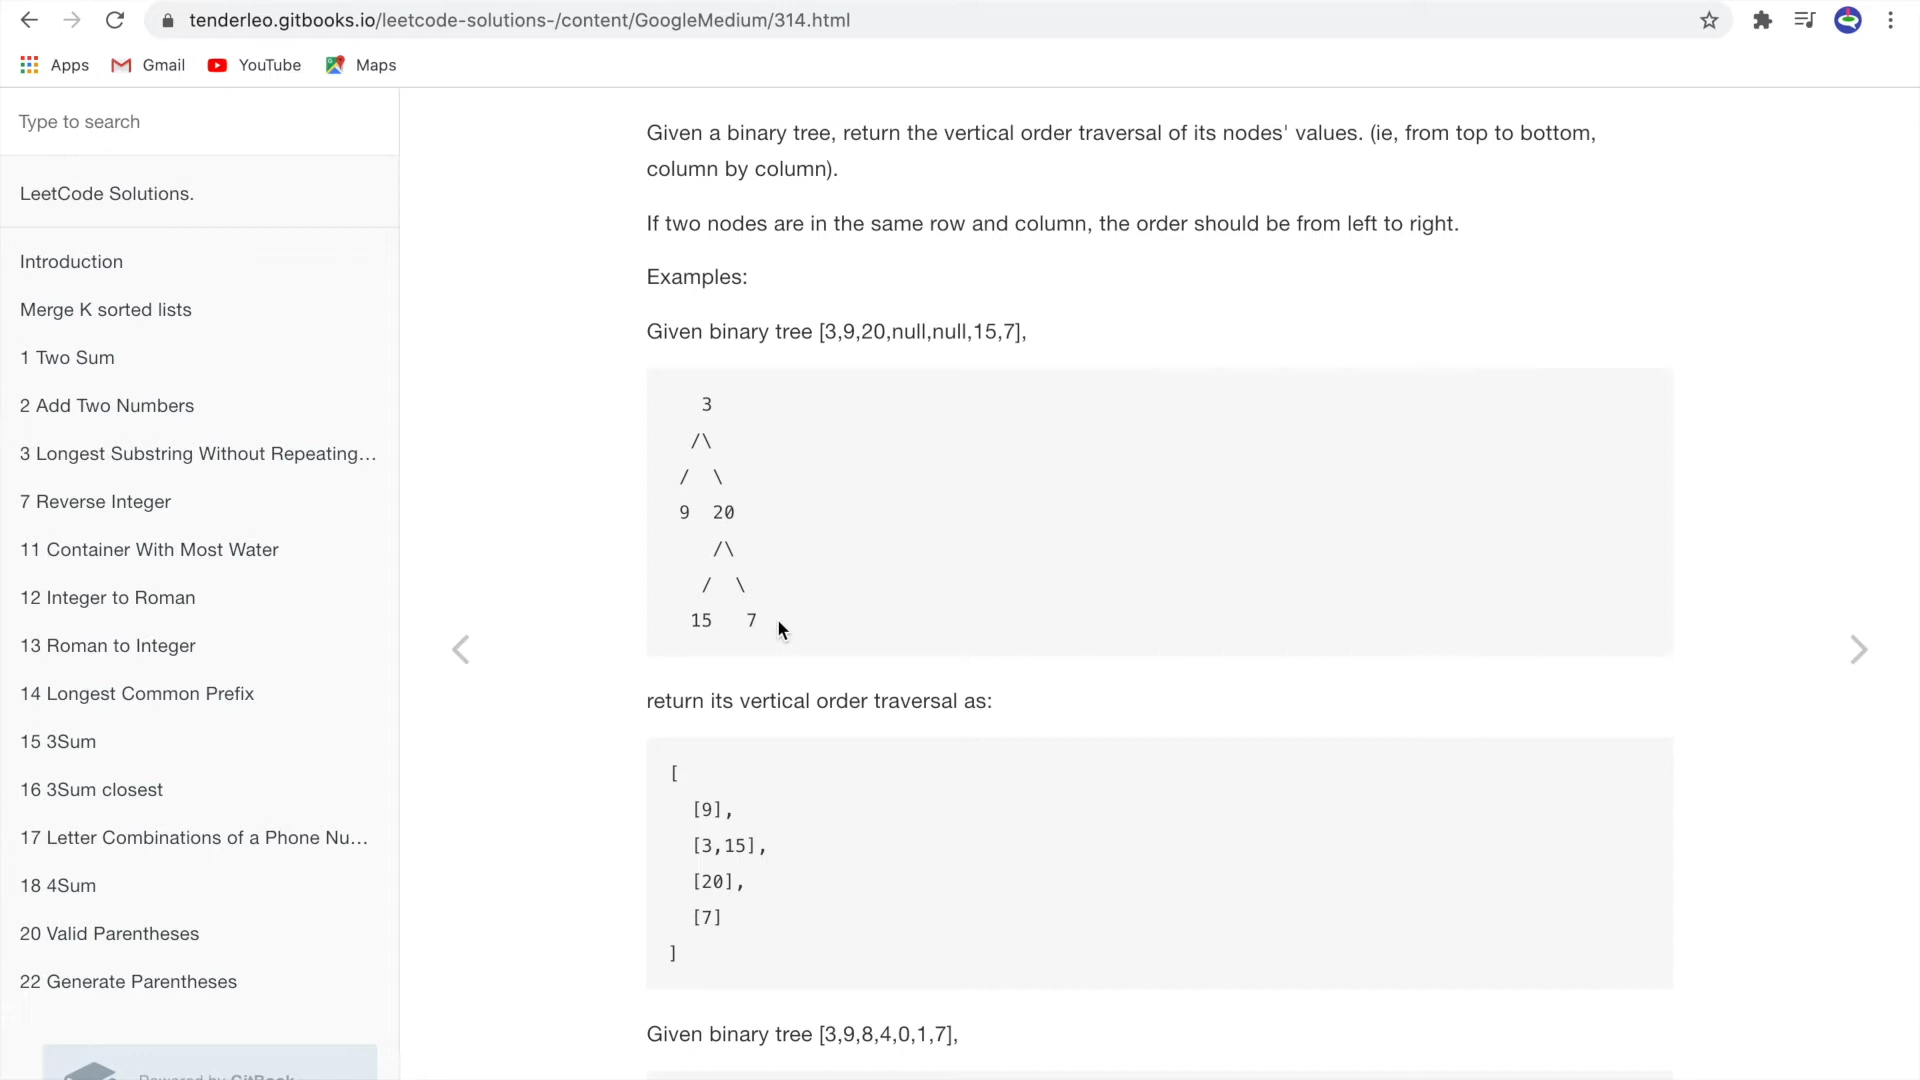 tenderleo.gitbooks.io/leetcode-solutions-/content/GoogleMedium/314.html
Apps Gmail YouTube Maps
Type to search
LeetCode Solutions.
Introduction
Merge K sorted lists
1 Two Sum
2 Add Two Numbers
3 Longest Substring Without Repeating…
7 Reverse Integer
11 Container With Most Water
12 Integer to Roman
13 Roman to Integer
14 Longest Common Prefix
15 3Sum
16 3Sum closest
17 Letter Combinations of a Phone Nu…
18 4Sum
20 Valid Parentheses
22 Generate Parentheses
Powered by GitBook
Given a binary tree, return the vertical order traversal of its nodes' values. (ie, from top to bottom,
column by column).
If two nodes are in the same row and column, the order should be from left to right.
Examples:
Given binary tree [3,9,20,null,null,15,7],
3
/\
/ \
9 20
/\
/ \
15 7
return its vertical order traversal as:
[
[9],
[3,15],
[20],
[7]
]
Given binary tree [3,9,8,4,0,1,7],